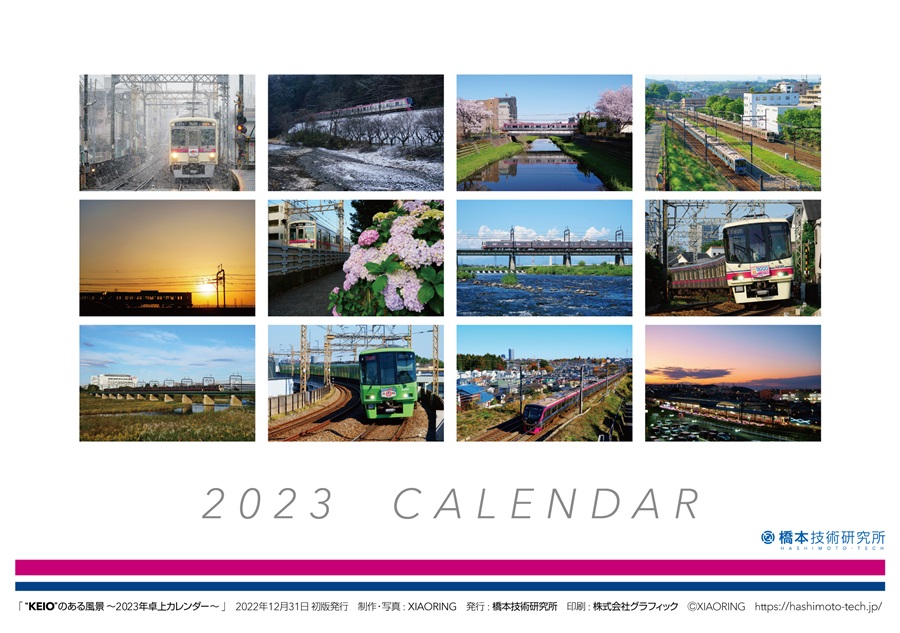 2023 CALENDAR
橋本技術研究所
HASHIMOTO-TECH
「"KEIO"のある風景 ～2023年卓上カレンダー～」 2022年12月31日 初版発行 制作・写真 : XIAORING 発行 : 橋本技術研究所 印刷 : 株式会社グラフィック ©XIAORING https://hashimoto-tech.jp/